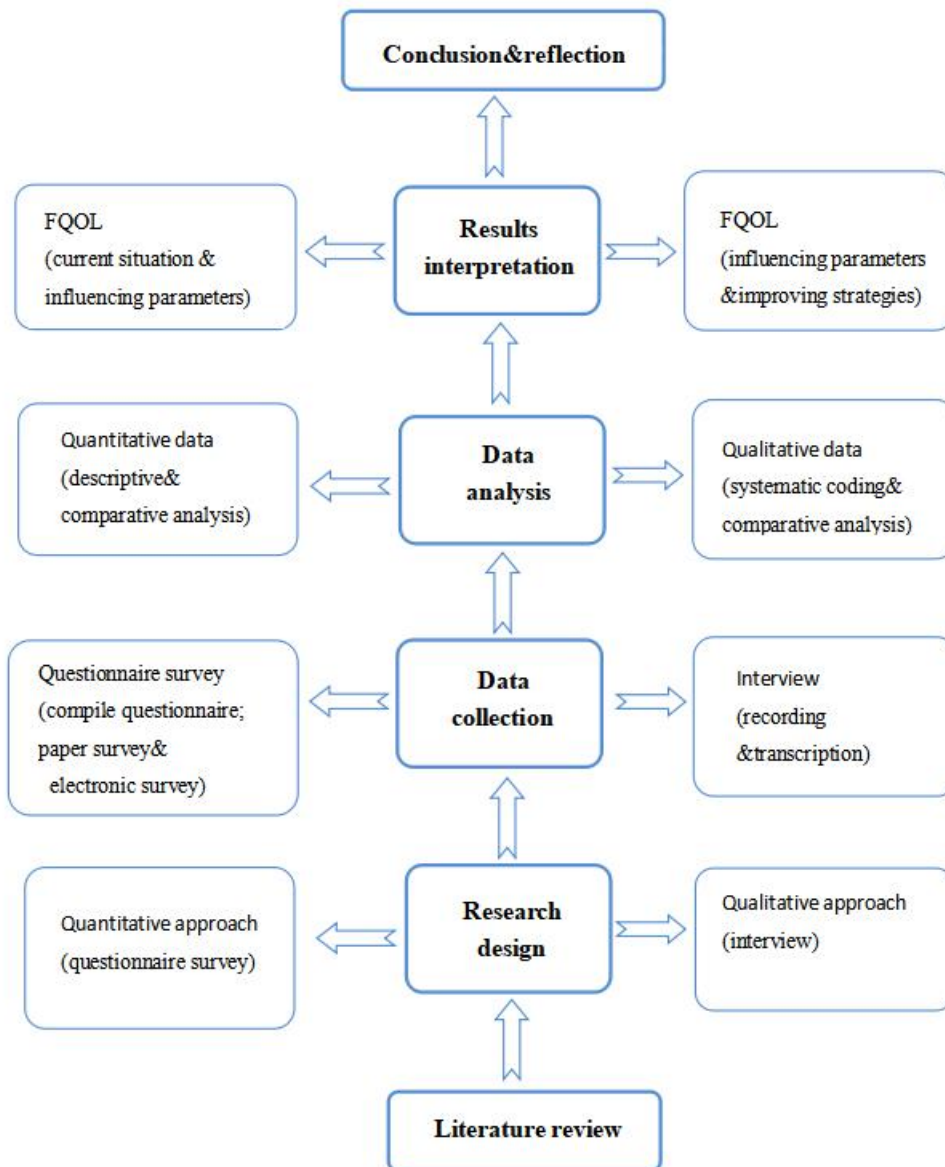 Conclusion&reflection
FQOL
(current situation &
influencing parameters)
Results
interpretation
FQOL
(influencing parameters
&improving strategies)
Quantitative data
(descriptive&
comparative analysis)
Data
analysis
Qualitative data
(systematic coding&
comparative analysis)
Questionnaire survey
(compile questionnaire;
paper survey&
electronic survey)
Data
collection
Interview
(recording
&transcription)
Quantitative approach
(questionnaire survey)
Research
design
Qualitative approach
(interview)
Literature review